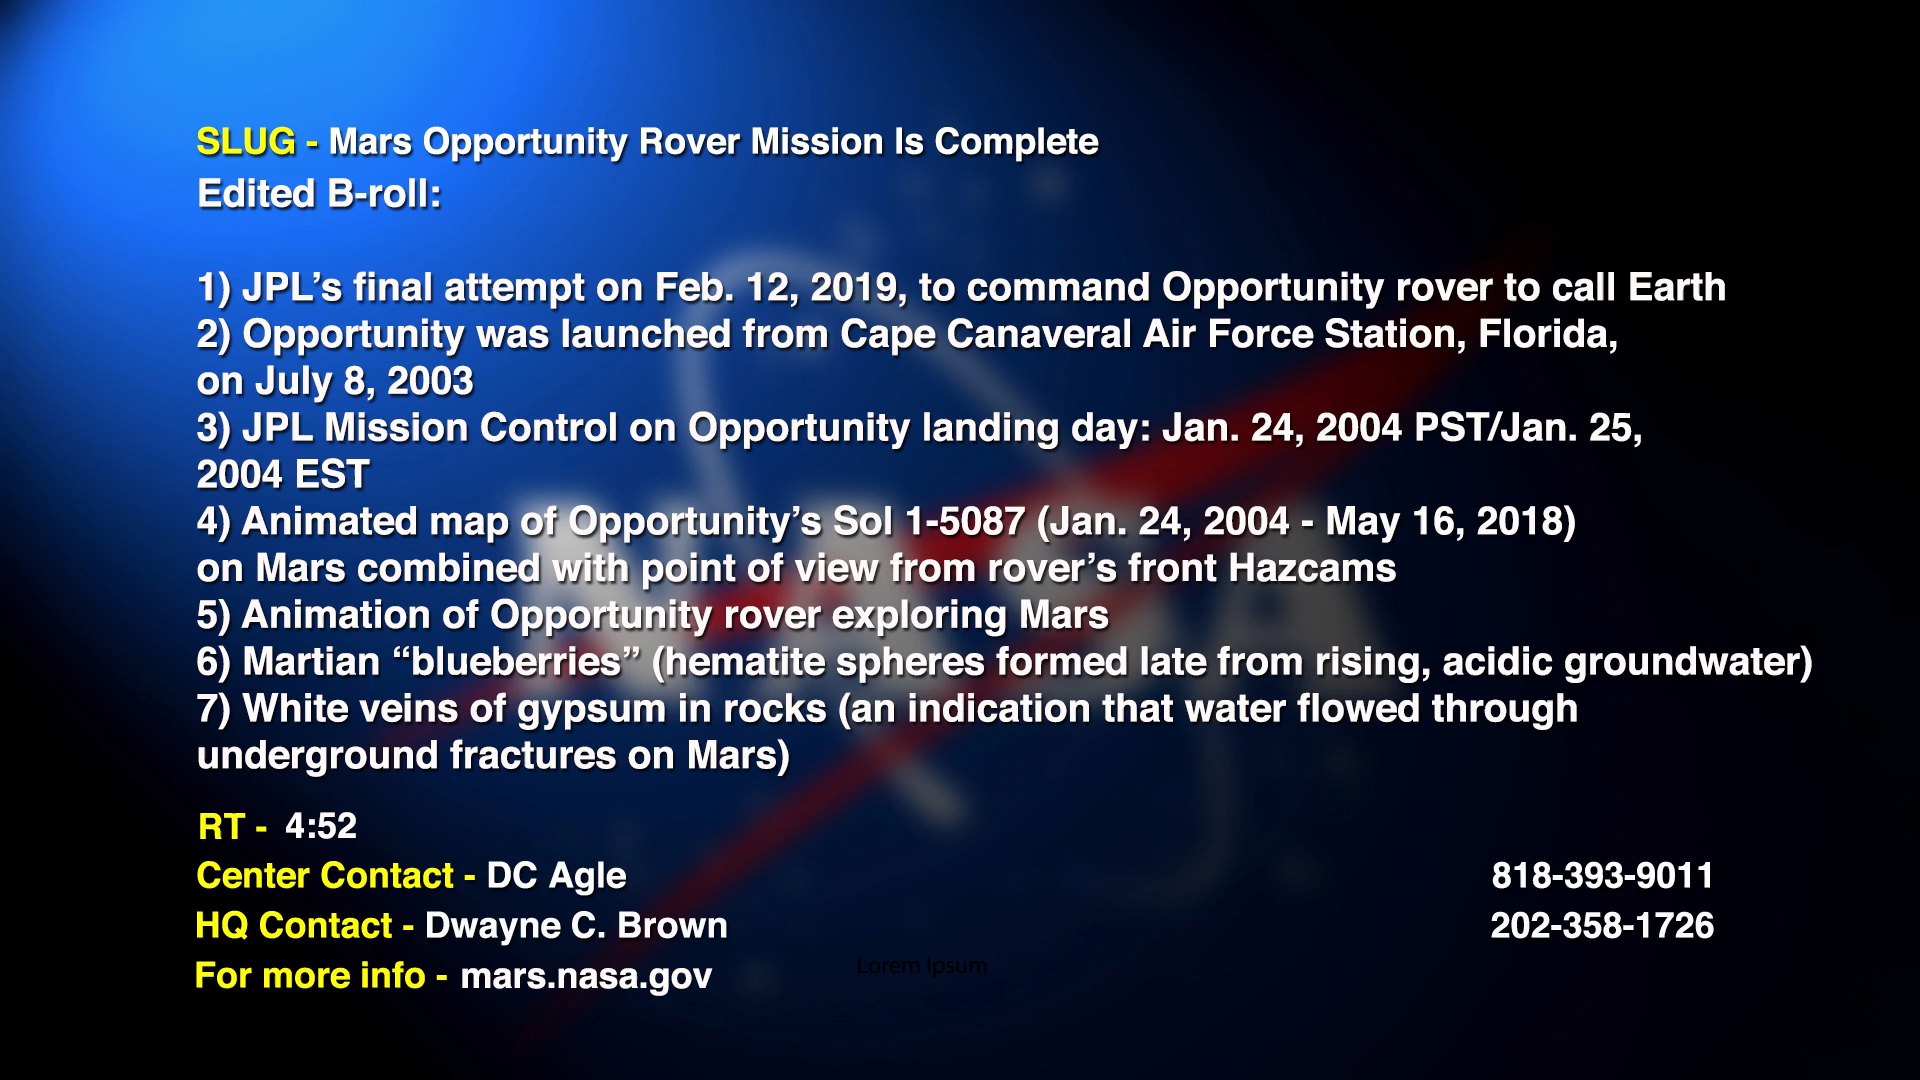 SLUG - Mars Opportunity Rover Mission Is Complete
Edited B-roll:
1) JPL’s final attempt on Feb. 12, 2019, to command Opportunity rover to call Earth
2) Opportunity was launched from Cape Canaveral Air Force Station, Florida,
on July 8, 2003
3) JPL Mission Control on Opportunity landing day: Jan. 24, 2004 PST/Jan. 25,
2004 EST
4) Animated map of Opportunity’s Sol 1-5087 (Jan. 24, 2004 - May 16, 2018)
on Mars combined with point of view from rover’s front Hazcams
5) Animation of Opportunity rover exploring Mars
6) Martian “blueberries” (hematite spheres formed late from rising, acidic groundwater)
7) White veins of gypsum in rocks (an indication that water flowed through
underground fractures on Mars)
RT - 4:52
Center Contact - DC Agle 818-393-9011
HQ Contact - Dwayne C. Brown 202-358-1726
For more info - mars.nasa.gov
Lorem Ipsum
NASA